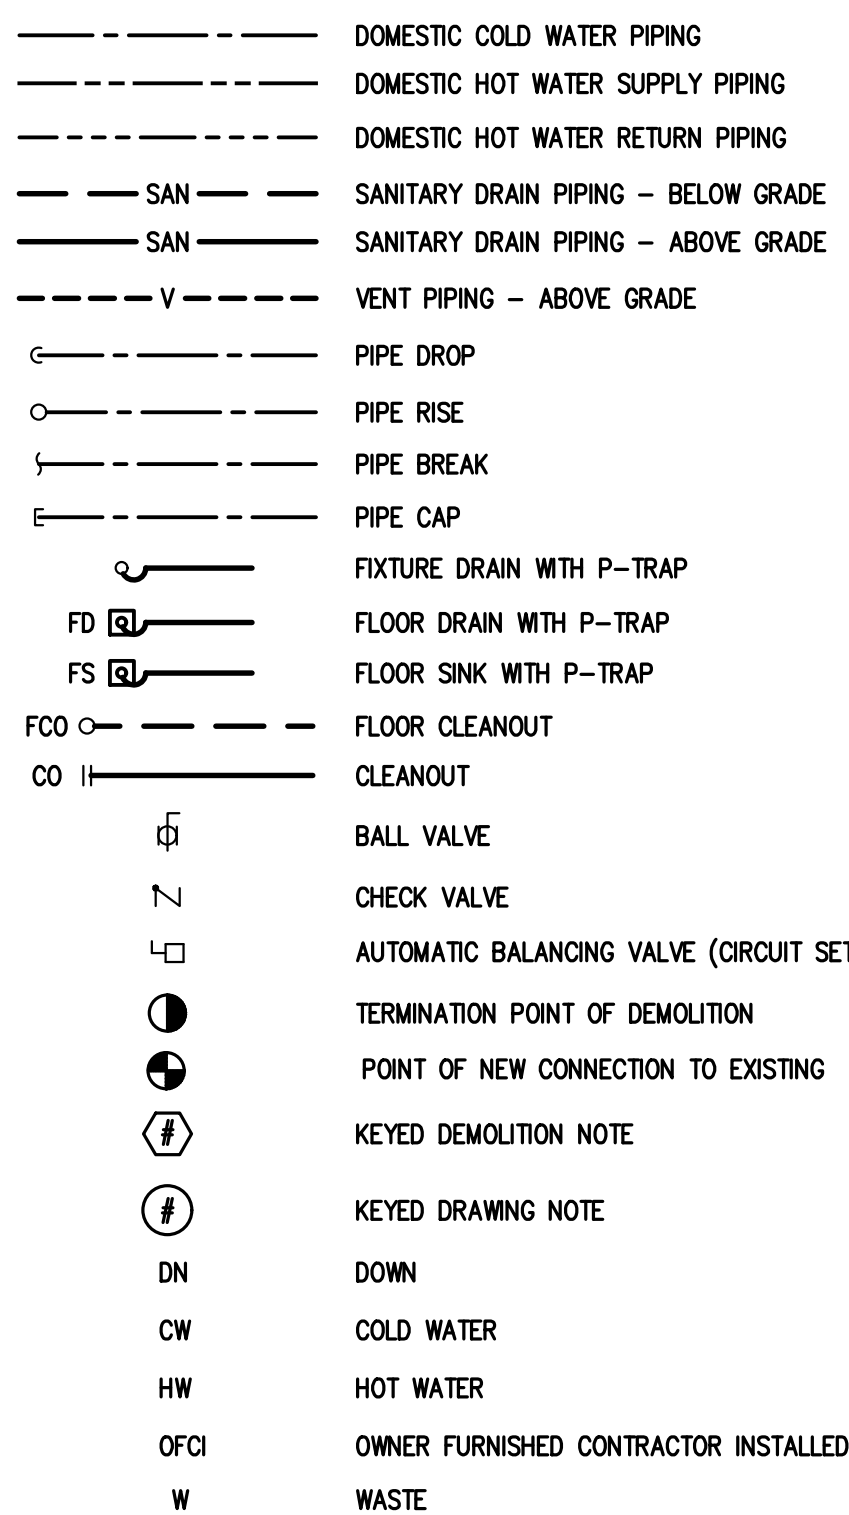 DOMESTIC COLD WATER PIPING
DOMESTIC HOT WATER SUPPLY PIPING
DOMESTIC HOT WATER RETURN PIPING
SAN SANITARY DRAIN PIPING – BELOW GRADE
SAN SANITARY DRAIN PIPING – ABOVE GRADE
V VENT PIPING – ABOVE GRADE
PIPE DROP
PIPE RISE
PIPE BREAK
PIPE CAP
FIXTURE DRAIN WITH P–TRAP
FD FLOOR DRAIN WITH P–TRAP
FS FLOOR SINK WITH P–TRAP
FCO FLOOR CLEANOUT
CO CLEANOUT
BALL VALVE
CHECK VALVE
AUTOMATIC BALANCING VALVE (CIRCUIT SET
TERMINATION POINT OF DEMOLITION
POINT OF NEW CONNECTION TO EXISTING
# KEYED DEMOLITION NOTE
# KEYED DRAWING NOTE
DN DOWN
CW COLD WATER
HW HOT WATER
OFCI OWNER FURNISHED CONTRACTOR INSTALLED
W WASTE